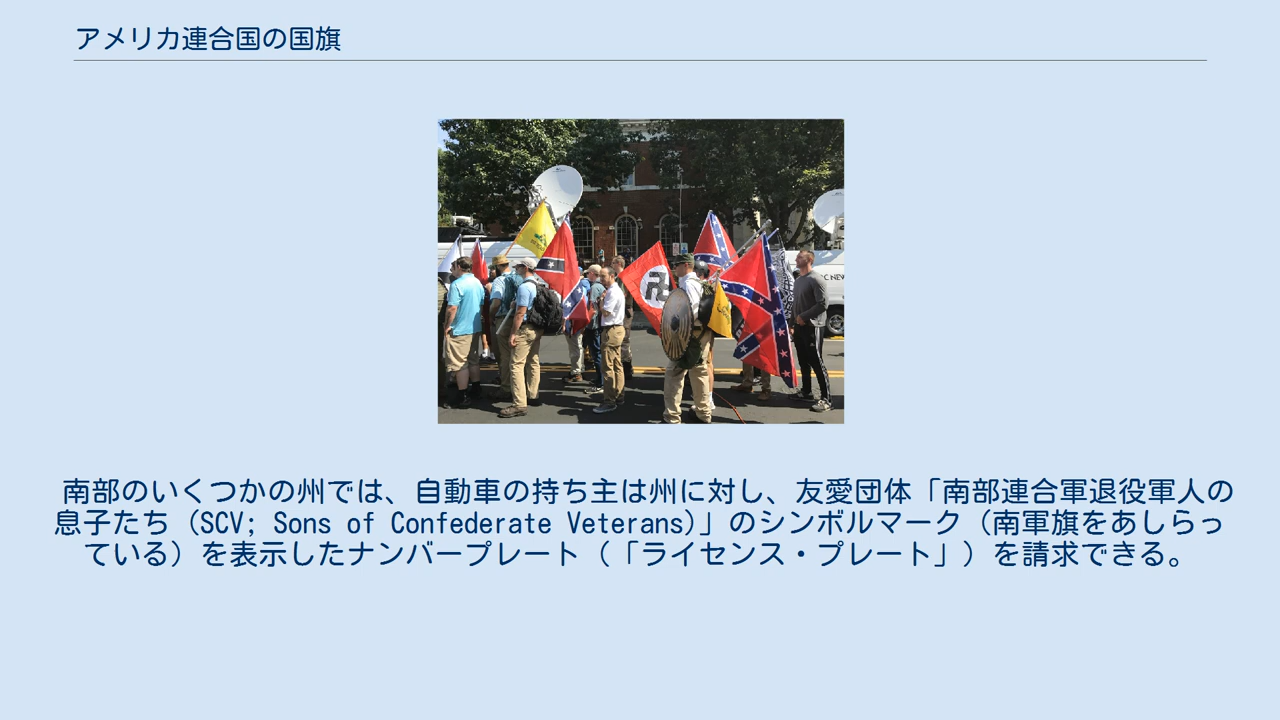 アメリカ連合国の国旗
C NEW
南部のいくつかの州では、自動車の持ち主は州に対し、友愛団体「南部連合軍退役軍人の
息子たち（SCV; Sons of Confederate Veterans)」のシンボルマーク（南軍旗をあしらっ
ている）を表示したナンバープレート（「ライセンス・プレート」）を請求できる。